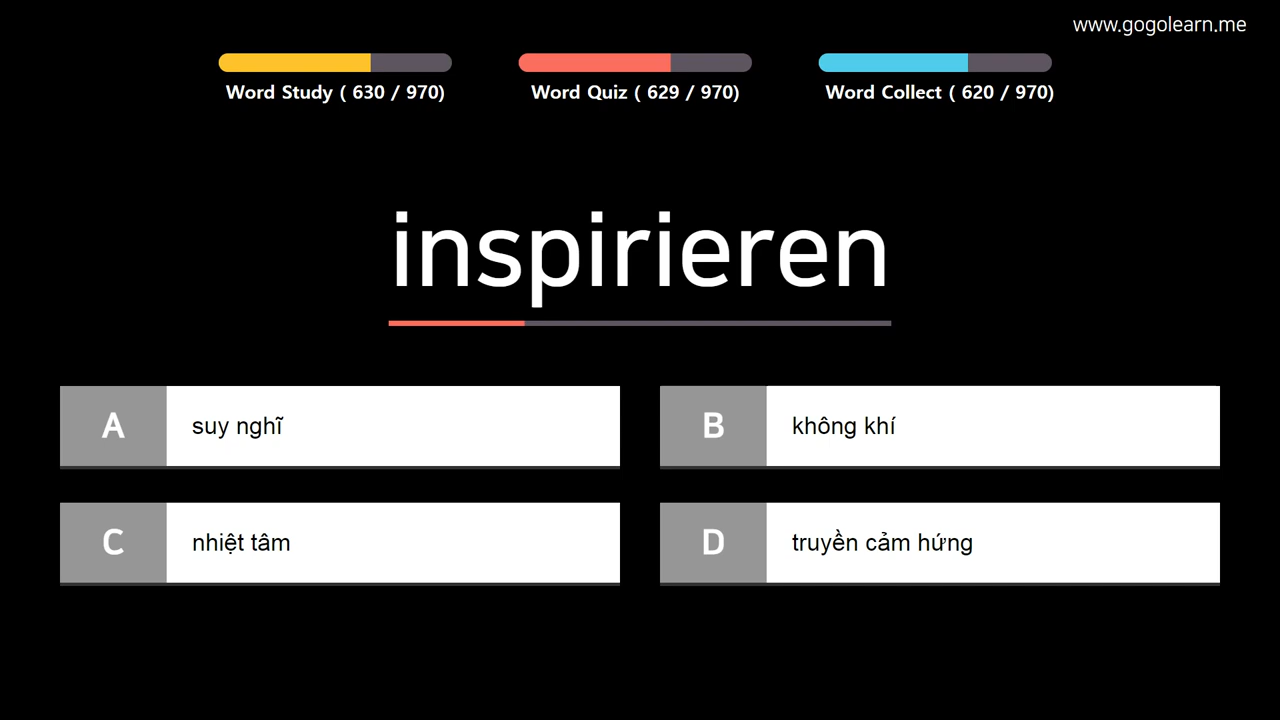 www.gogolearn.me
Word Study ( 630 / 970)
Word Quiz ( 629 / 970)
Word Collect ( 620 / 970)
inspirieren
A suy nghĩ
B không khí
C nhiệt tâm
D truyền cảm hứng